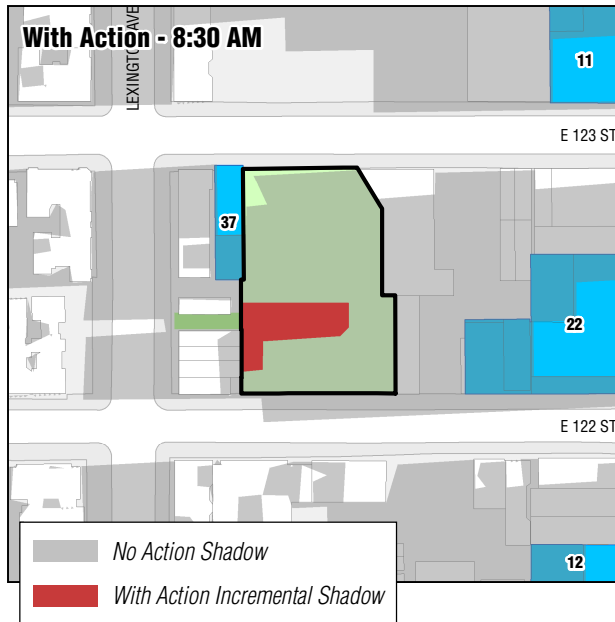 With Action - 8:30 AM
LEXINGTON AVE
11
E 123 ST
37
22
E 122 ST
No Action Shadow
12
With Action Incremental Shadow